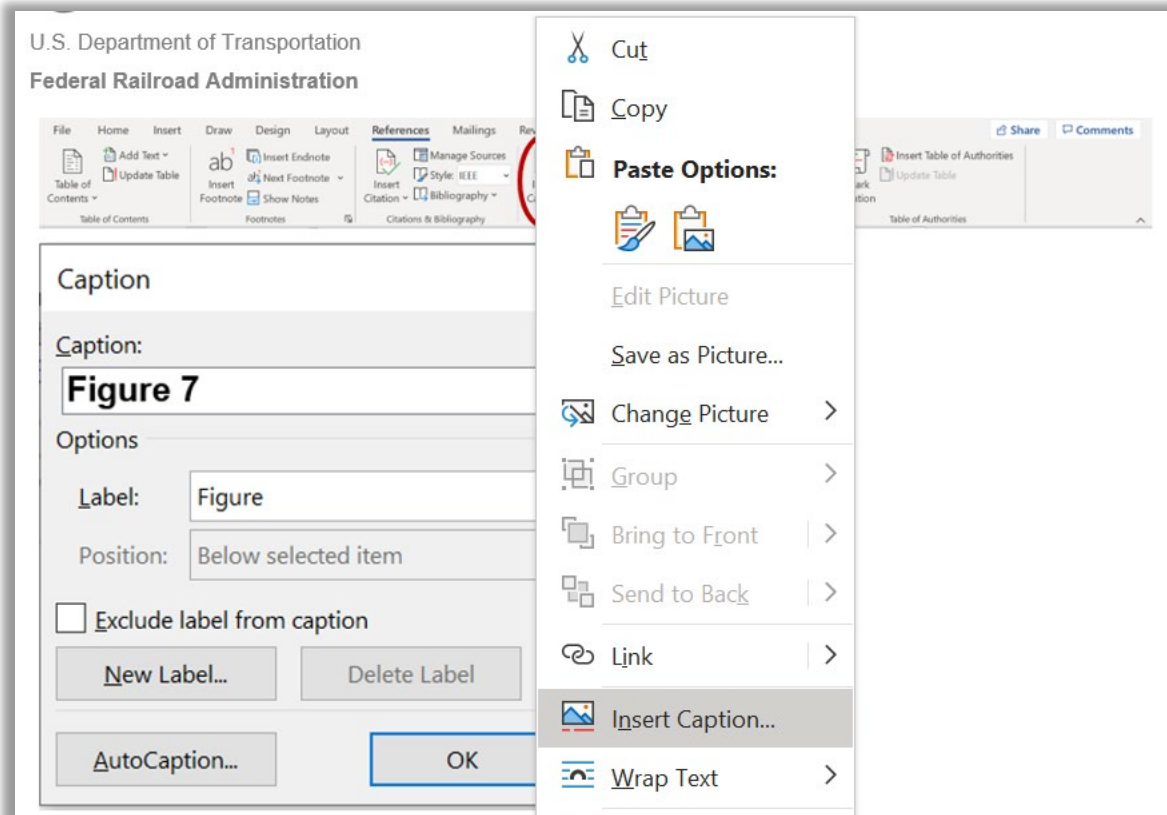 U.S. Department of Transportation
Federal Railroad Administration
File Home Insert Draw Design Layout References Mailings Share Comments
Table of Contents
Add Text
Update Table
Table of Contents
ab
Insert Footnote
Insert Endnote
Next Footnote
Show Notes
Footnotes
Insert Citation
Manage Sources
Style: IEEE
Bibliography
Citations & Bibliography
Insert Table of Authorities
Update Table
Table of Authorities
Caption
Caption:
Figure 7
Options
Label: Figure
Position: Below selected item
Exclude label from caption
New Label... Delete Label
AutoCaption... OK
Cut
Copy
Paste Options:
Edit Picture
Save as Picture...
Change Picture
Group
Bring to Front
Send to Back
Link
Insert Caption...
Wrap Text